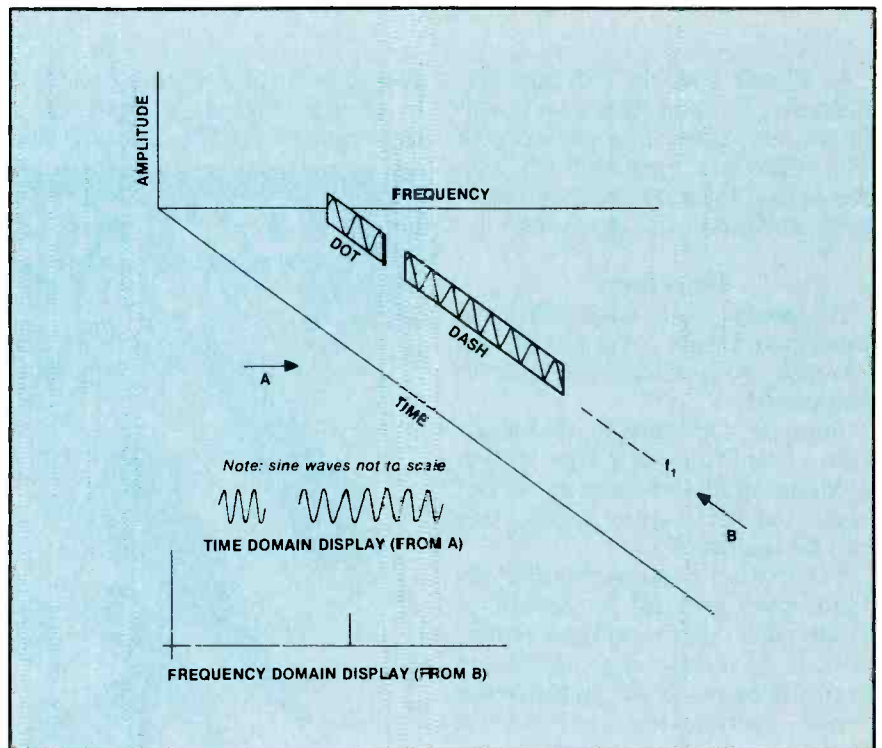 AMPLITUDE
FREQUENCY
DOT
DASH
A
TIME
f1
B
Note: sine waves not to scale
TIME DOMAIN DISPLAY (FROM A)
FREQUENCY DOMAIN DISPLAY (FROM B)